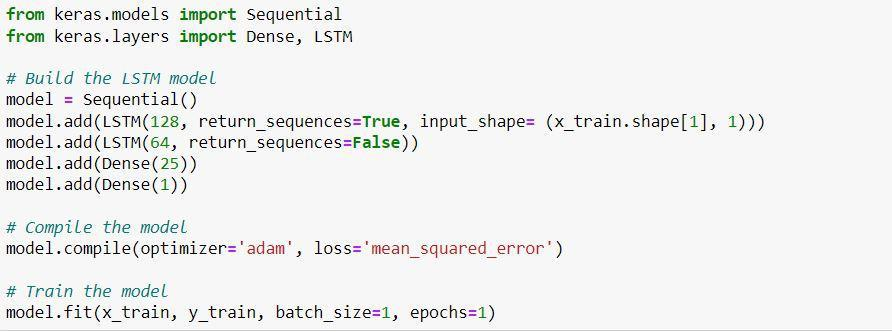 from keras.models import Sequential
from keras.layers import Dense, LSTM
# Build the LSTM model
model = Sequential()
model.add(LSTM(128, return_sequences=True, input_shape= (x_train.shape[1], 1)))
model.add(LSTM(64, return_sequences=False))
model.add(Dense(25))
model.add(Dense(1))
# Compile the model
model.compile(optimizer='adam', loss='mean_squared_error')
# Train the model
model.fit(x_train, y_train, batch_size=1, epochs=1)